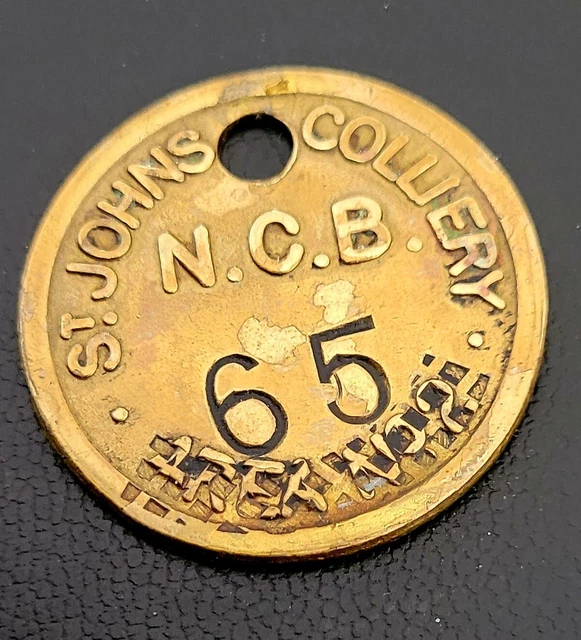 ST. JOHNS COLLIERY
N.C.B.
65
AREA No 2.